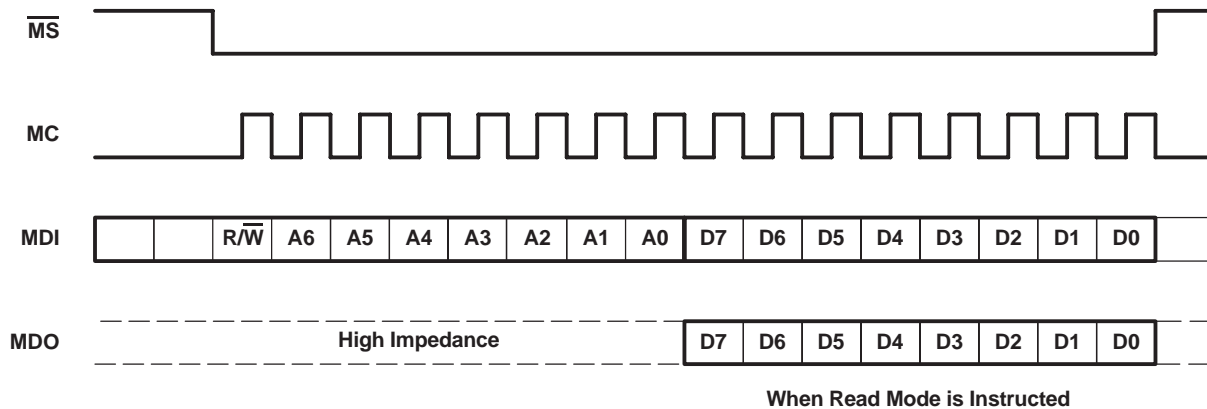 MS
MC
MDI R/W A6 A5 A4 A3 A2 A1 A0 D7 D6 D5 D4 D3 D2 D1 D0
MDO High Impedance D7 D6 D5 D4 D3 D2 D1 D0
When Read Mode is Instructed